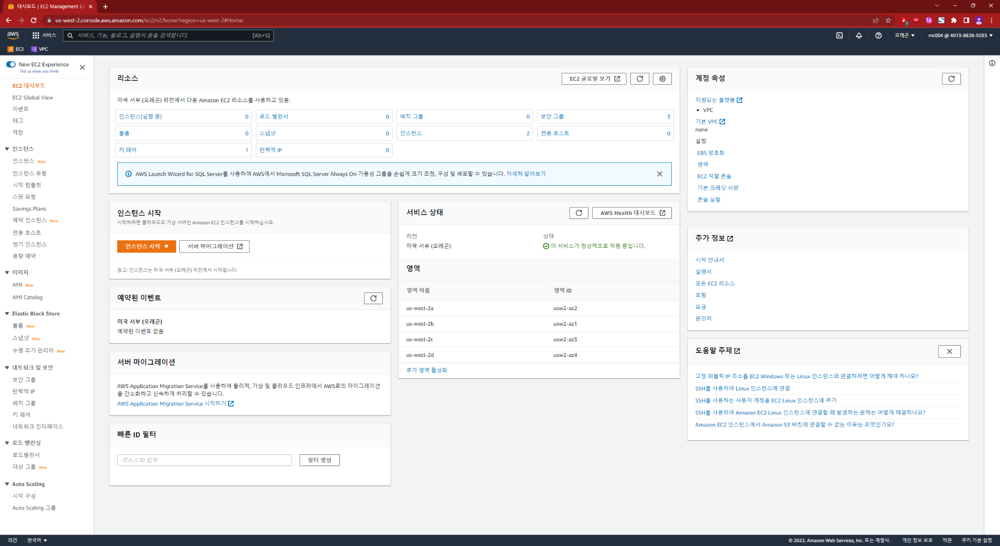 대시보드 | EC2 Management Co
us-west-2.console.aws.amazon.com/ec2/v2/home?region=us-west-2#Home:
aws
서비스
서비스, 기능, 블로그, 설명서 등을 검색합니다.
[Alt+S]
오레곤
mc004 @ 4013-8828-5035
EC2
VPC
New EC2 Experience
Tell us what you think
EC2 대시보드
EC2 Global View
이벤트
태그
제한
인스턴스
인스턴스 New
인스턴스 유형
시작 템플릿
스팟 요청
Savings Plans
예약 인스턴스 New
전용 호스트
정기 인스턴스
용량 예약
이미지
AMI New
AMI Catalog
Elastic Block Store
볼륨 New
스냅샷 New
수명 주기 관리자 New
네트워크 및 보안
보안 그룹
탄력적 IP
배치 그룹
키 페어
네트워크 인터페이스
로드 밸런싱
로드밸런서
대상 그룹 New
Auto Scaling
시작 구성
Auto Scaling 그룹
리소스
EC2 글로벌 보기
미국 서부 (오레곤) 리전에서 다음 Amazon EC2 리소스를 사용하고 있음:
인스턴스(실행 중) 0
로드 밸런서 0
배치 그룹 0
보안 그룹 3
볼륨 0
스냅샷 0
인스턴스 2
전용 호스트 0
키 페어 1
탄력적 IP 0
AWS Launch Wizard for SQL Server를 사용하여 AWS에서 Microsoft SQL Server Always On 가용성 그룹을 손쉽게 크기 조정, 구성 및 배포할 수 있습니다. 자세히 알아보기
인스턴스 시작
시작하려면 클라우드의 가상 서버인 Amazon EC2 인스턴스를 시작하십시오.
인스턴스 시작
서버 마이그레이션
참고: 인스턴스는 미국 서부 (오레곤) 리전에서 시작됩니다.
예약된 이벤트
미국 서부 (오레곤)
예약된 이벤트 없음
서버 마이그레이션
AWS Application Migration Service를 사용하여 물리적, 가상 및 클라우드 인프라에서 AWS로의 마이그레이션
을 간소화하고 신속하게 처리할 수 있습니다.
AWS Application Migration Service 시작하기
빠른 ID 필터
리소스 ID 입력
필터 생성
서비스 상태
AWS Health 대시보드
리전
상태
미국 서부 (오레곤)
이 서비스가 정상적으로 작동 중입니다.
영역
영역 이름
영역 ID
us-west-2a
usw2-az2
us-west-2b
usw2-az1
us-west-2c
usw2-az3
us-west-2d
usw2-az4
추가 영역 활성화
계정 속성
지원되는 플랫폼
• VPC
기본 VPC
none
설정
EBS 암호화
영역
EC2 직렬 콘솔
기본 크레딧 사양
콘솔 실험
추가 정보
시작 안내서
설명서
모든 EC2 리소스
포럼
요금
문의처
도움말 주제
고정 퍼블릭 IP 주소를 EC2 Windows 또는 Linux 인스턴스와 연결하려면 어떻게 해야 하나요?
SSH를 사용하여 Linux 인스턴스에 연결
SSH를 사용하는 사용자 계정을 EC2 Linux 인스턴스에 추가
SSH를 사용하여 Amazon EC2 Linux 인스턴스에 연결할 때 발생하는 문제는 어떻게 해결하나요?
Amazon EC2 인스턴스에서 Amazon S3 버킷에 연결할 수 없는 이유는 무엇인가요?
의견
한국어
© 2022, Amazon Web Services, Inc. 또는 계열사.
개인 정보 보호
약관
쿠키 기본 설정